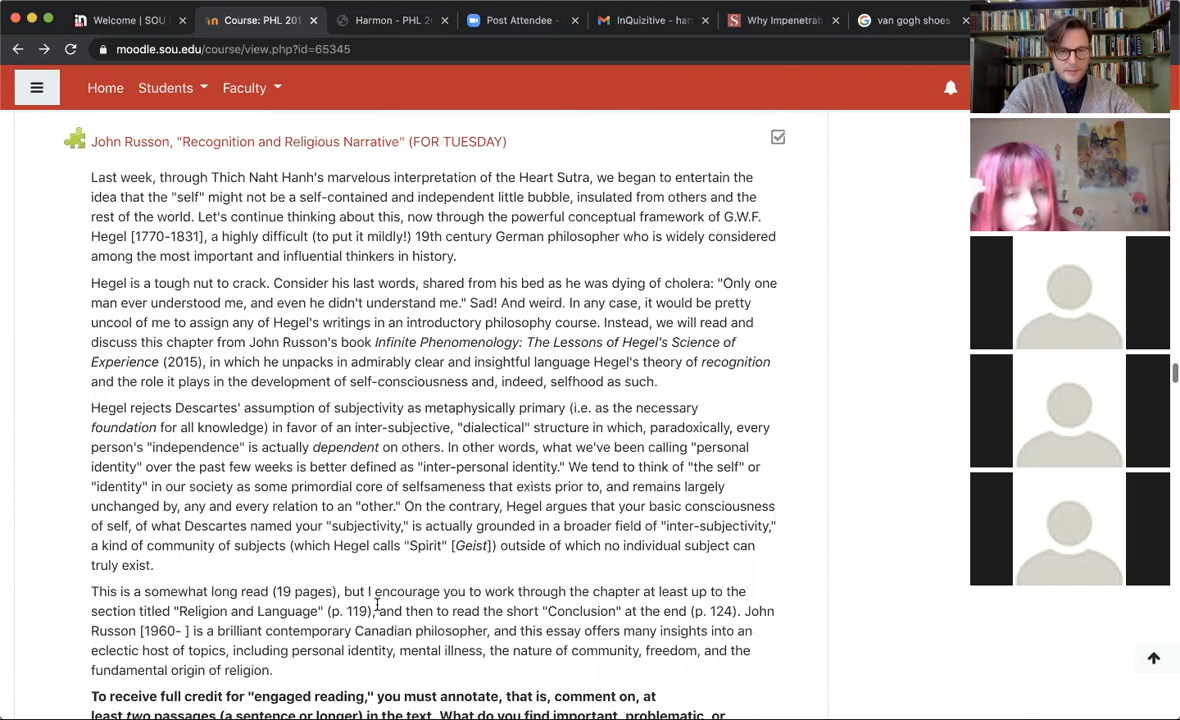 Welcome | SOU
Course: PHL 201
Harmon - PHL 2
Post Attendee -
InQuizitive - har
Why Impenetrab
van gogh shoes
moodle.sou.edu/course/view.php?id=65345
Home Students Faculty
John Russon, "Recognition and Religious Narrative" (FOR TUESDAY)
Last week, through Thich Naht Hanh's marvelous interpretation of the Heart Sutra, we began to entertain the
idea that the "self" might not be a self-contained and independent little bubble, insulated from others and the
rest of the world. Let's continue thinking about this, now through the powerful conceptual framework of G.W.F.
Hegel [1770-1831], a highly difficult (to put it mildly!) 19th century German philosopher who is widely considered
among the most important and influential thinkers in history.
Hegel is a tough nut to crack. Consider his last words, shared from his bed as he was dying of cholera: "Only one
man ever understood me, and even he didn't understand me." Sad! And weird. In any case, it would be pretty
uncool of me to assign any of Hegel's writings in an introductory philosophy course. Instead, we will read and
discuss this chapter from John Russon's book Infinite Phenomenology: The Lessons of Hegel's Science of
Experience (2015), in which he unpacks in admirably clear and insightful language Hegel's theory of recognition
and the role it plays in the development of self-consciousness and, indeed, selfhood as such.
Hegel rejects Descartes' assumption of subjectivity as metaphysically primary (i.e. as the necessary
foundation for all knowledge) in favor of an inter-subjective, "dialectical" structure in which, paradoxically, every
person's "independence" is actually dependent on others. In other words, what we've been calling "personal
identity" over the past few weeks is better defined as "inter-personal identity." We tend to think of "the self" or
"identity" in our society as some primordial core of selfsameness that exists prior to, and remains largely
unchanged by, any and every relation to an "other." On the contrary, Hegel argues that your basic consciousness
of self, of what Descartes named your "subjectivity," is actually grounded in a broader field of "inter-subjectivity,"
a kind of community of subjects (which Hegel calls "Spirit" [Geist]) outside of which no individual subject can
truly exist.
This is a somewhat long read (19 pages), but I encourage you to work through the chapter at least up to the
section titled "Religion and Language" (p. 119), and then to read the short "Conclusion" at the end (p. 124). John
Russon [1960- ] is a brilliant contemporary Canadian philosopher, and this essay offers many insights into an
eclectic host of topics, including personal identity, mental illness, the nature of community, freedom, and the
fundamental origin of religion.
To receive full credit for "engaged reading," you must annotate, that is, comment on, at
least two passages (a sentence or longer) in the text. What do you find important, problematic, or